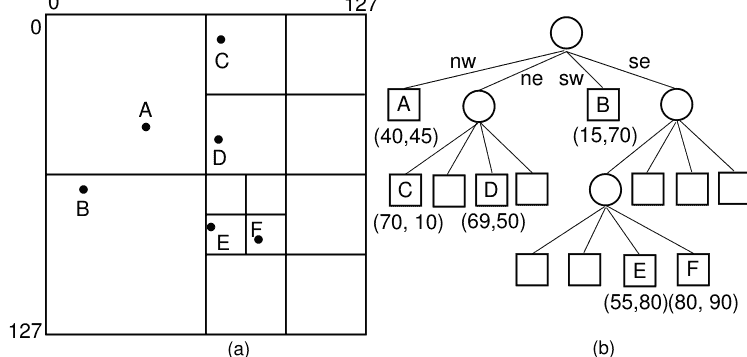 0
127
0
C
A
D
B
E
F
127
(a)
nw
ne
sw
se
A
B
(40,45)
(15,70)
C
D
(70, 10)
(69,50)
E
F
(55,80)
(80, 90)
(b)